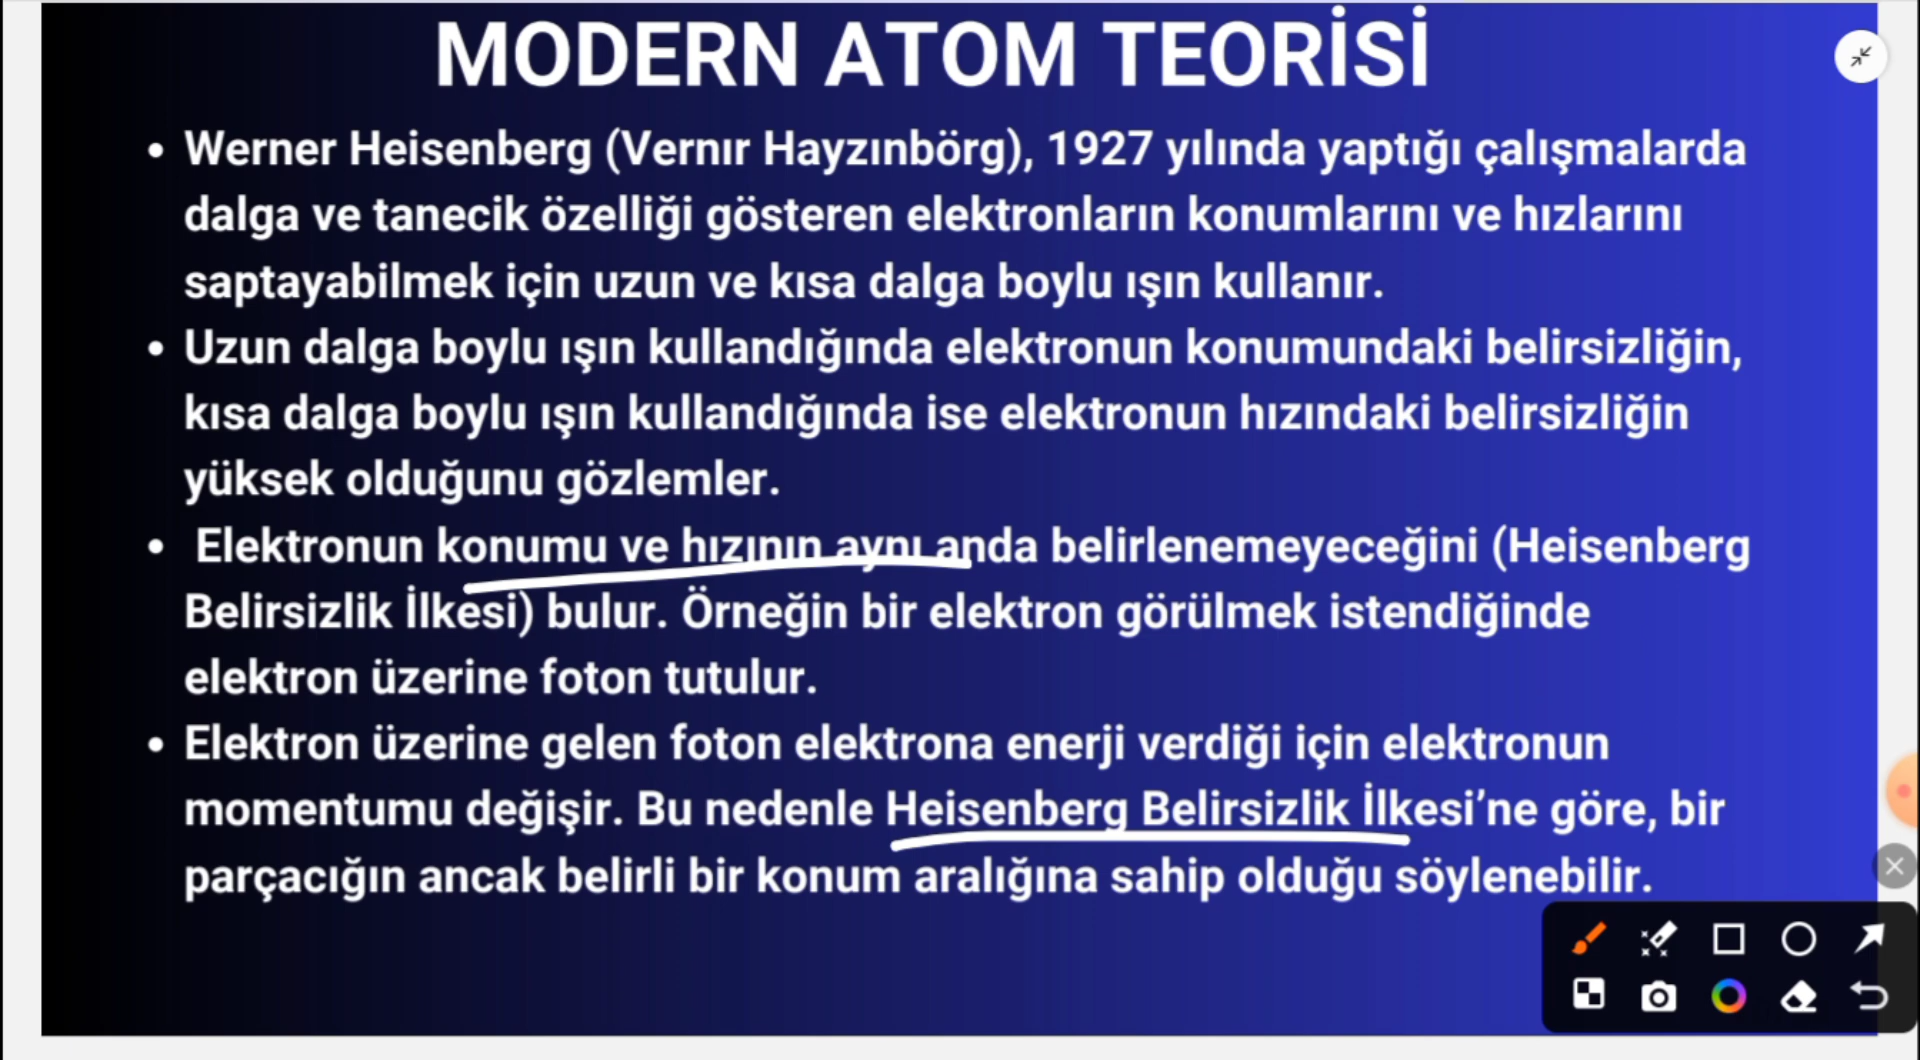 MODERN ATOM TEORİSİ
• Werner Heisenberg (Vernır Hayzınbörg), 1927 yılında yaptığı çalışmalarda
dalga ve tanecik özelliği gösteren elektronların konumlarını ve hızlarını
saptayabilmek için uzun ve kısa dalga boylu ışın kullanır.
• Uzun dalga boylu ışın kullandığında elektronun konumundaki belirsizliğin,
kısa dalga boylu ışın kullandığında ise elektronun hızındaki belirsizliğin
yüksek olduğunu gözlemler.
• Elektronun konumu ve hızının aynı anda belirlenemeyeceğini (Heisenberg
Belirsizlik İlkesi) bulur. Örneğin bir elektron görülmek istendiğinde
elektron üzerine foton tutulur.
• Elektron üzerine gelen foton elektrona enerji verdiği için elektronun
momentumu değişir. Bu nedenle Heisenberg Belirsizlik İlkesi’ne göre, bir
parçacığın ancak belirli bir konum aralığına sahip olduğu söylenebilir.